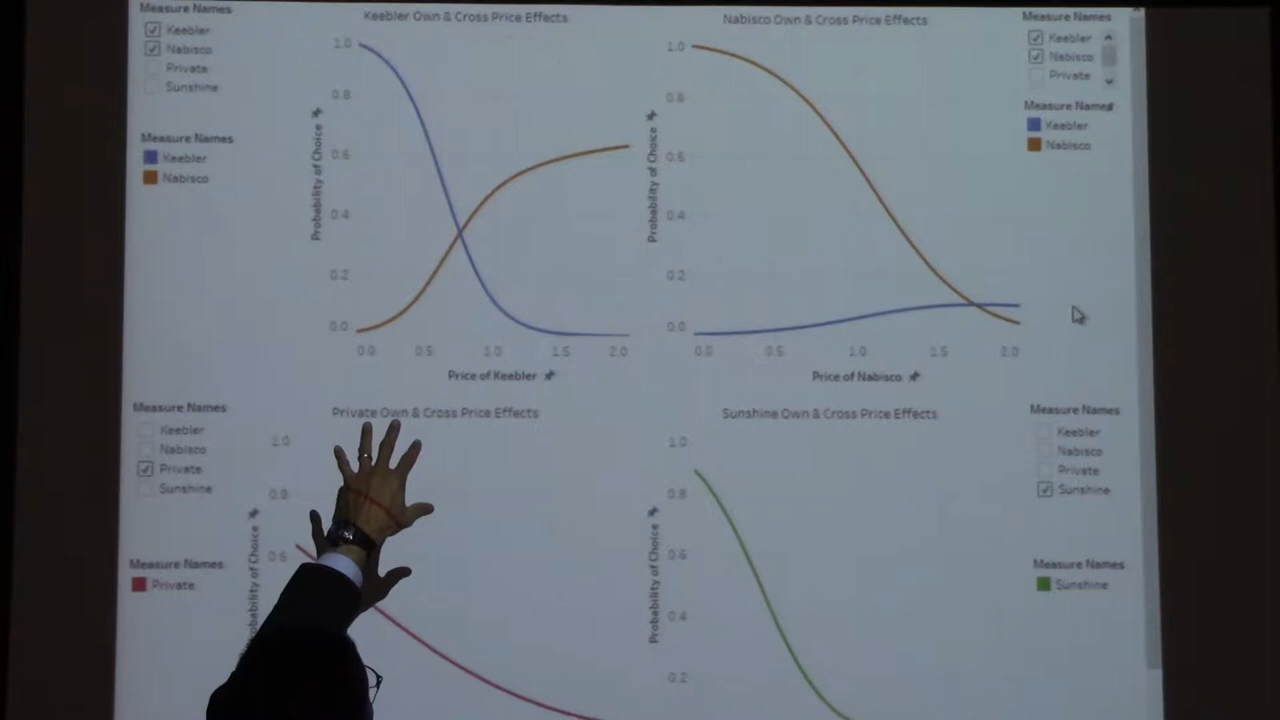 Measure Names
Keebler
Nabisco
Private
Sunshine
Measure Names
Keebler
Nabisco
Keebler Own & Cross Price Effects
Probability of Choice
1.0
0.8
0.6
0.4
0.2
0.0
0.0 0.5 1.0 1.5 2.0
Price of Keebler
Nabisco Own & Cross Price Effects
Probability of Choice
1.0
0.8
0.6
0.4
0.2
0.0
0.0 0.5 1.0 1.5 2.0
Price of Nabisco
Measure Names
Keebler
Nabisco
Private
Measure Names
Keebler
Nabisco
Measure Names
Keebler
Nabisco
Private
Sunshine
Measure Names
Private
Private Own & Cross Price Effects
Probability of Choice
1.0
0.8
0.6
Sunshine Own & Cross Price Effects
Probability of Choice
1.0
0.8
0.6
0.4
0.2
Measure Names
Keebler
Nabisco
Private
Sunshine
Measure Names
Sunshine